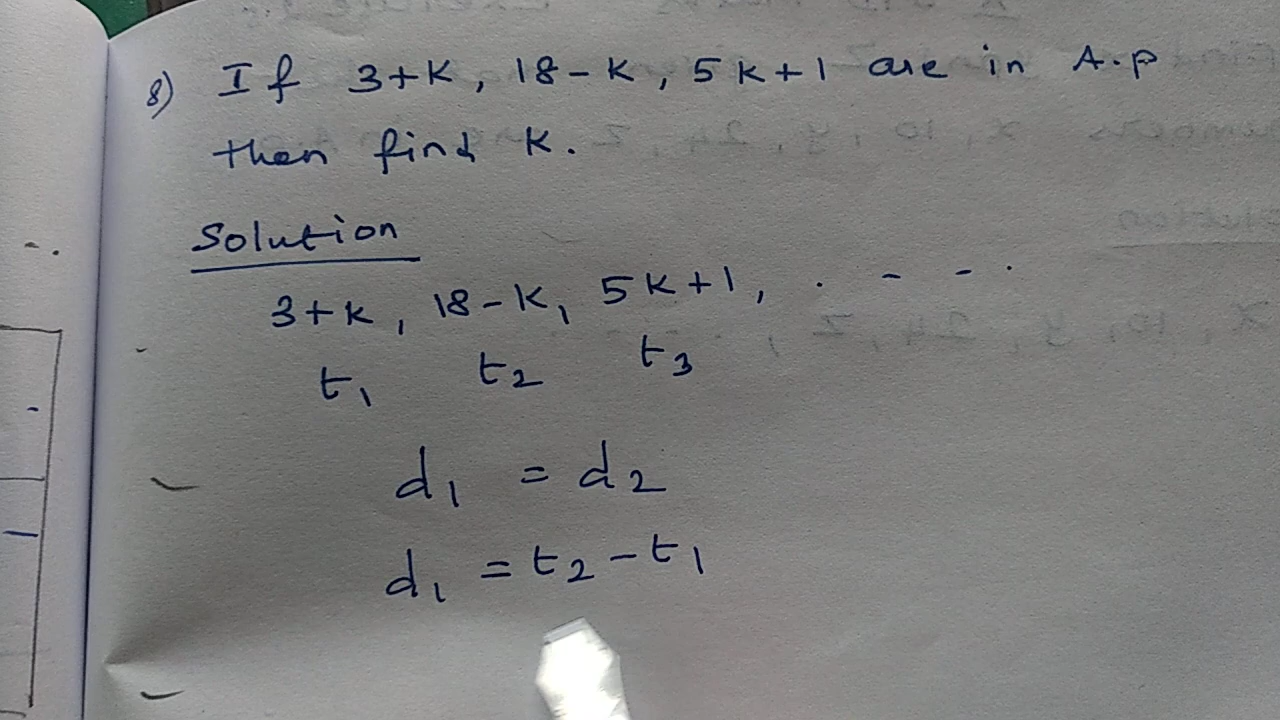 8) If 3+K, 18-K, 5K+1 are in A.P
then find K.
Solution
3+K, 18-K, 5K+1, . - - .
t1 t2 t3
d1 = d2
d1 = t2 - t1